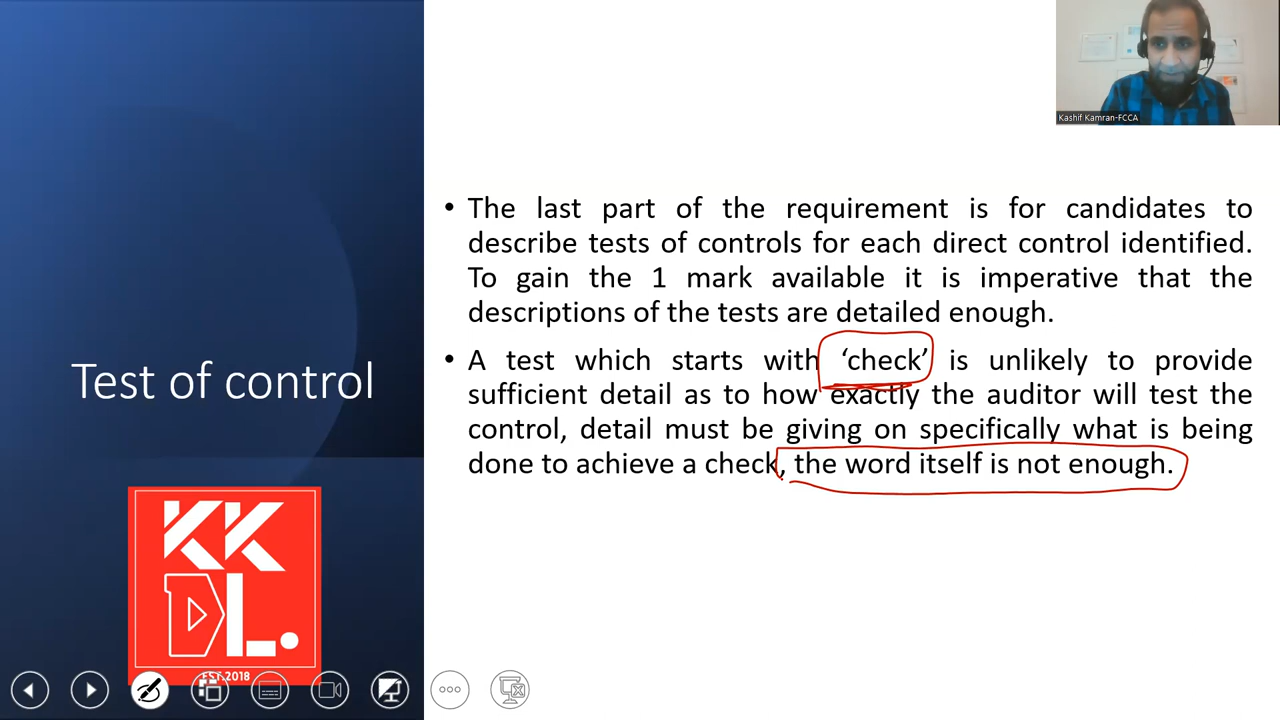 Kashif Kamran-FCCA
• The last part of the requirement is for candidates to
describe tests of controls for each direct control identified.
To gain the 1 mark available it is imperative that the
descriptions of the tests are detailed enough.
• A test which starts with ‘check’ is unlikely to provide
sufficient detail as to how exactly the auditor will test the
control, detail must be giving on specifically what is being
done to achieve a check, the word itself is not enough.
Test of control
KK
DL.
EST.2018